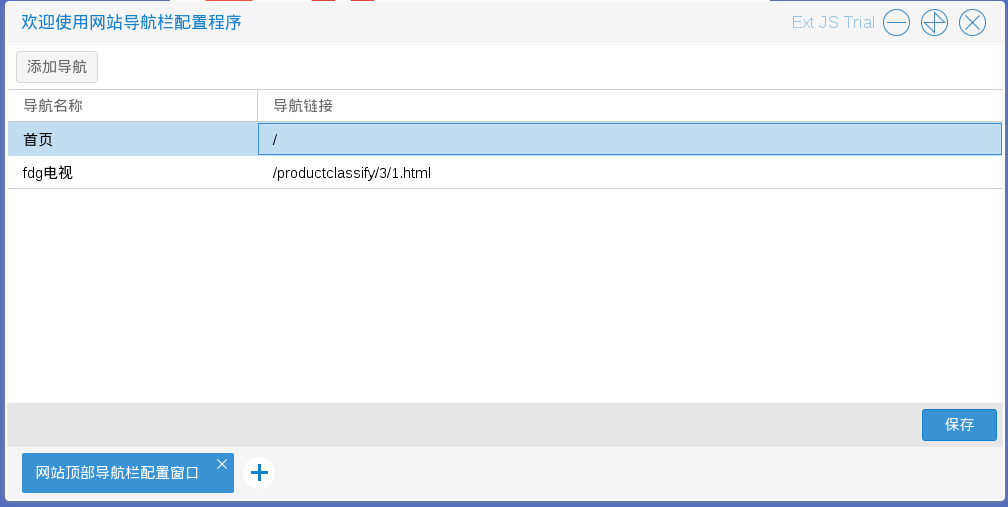 欢迎使用网站导航栏配置程序
Ext JS Trial
添加导航
导航名称 导航链接
首页 /
fdg电视 /productclassify/3/1.html
保存
网站顶部导航栏配置窗口